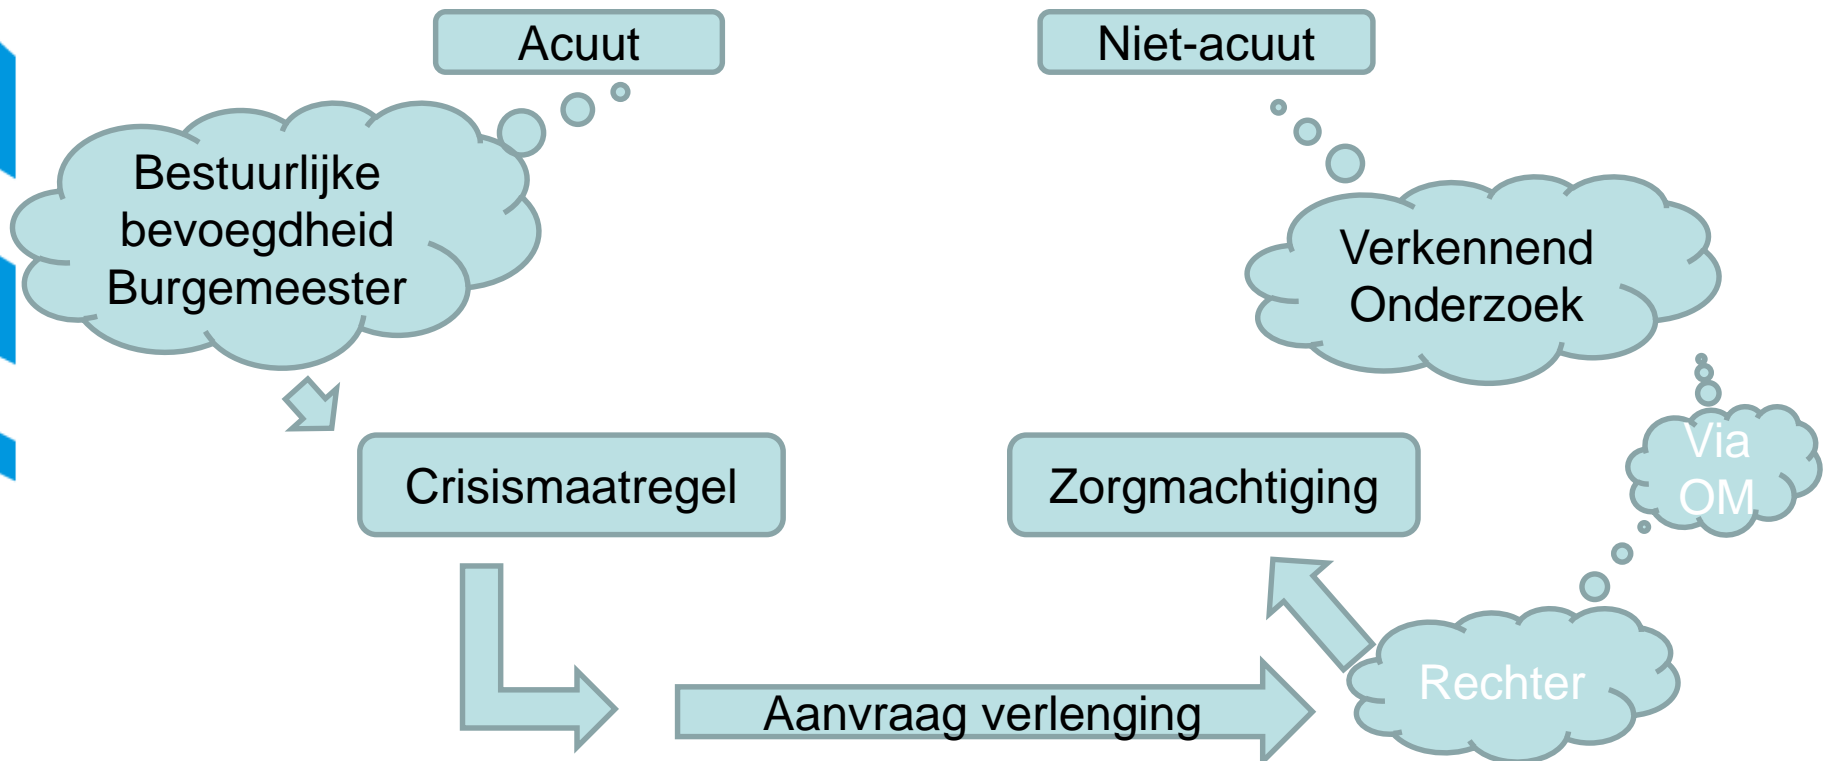 Acuut
Niet-acuut
Bestuurlijke
bevoegdheid
Burgemeester
Verkennend
Onderzoek
Via
OM
Crisismaatregel
Zorgmachtiging
Rechter
Aanvraag verlenging